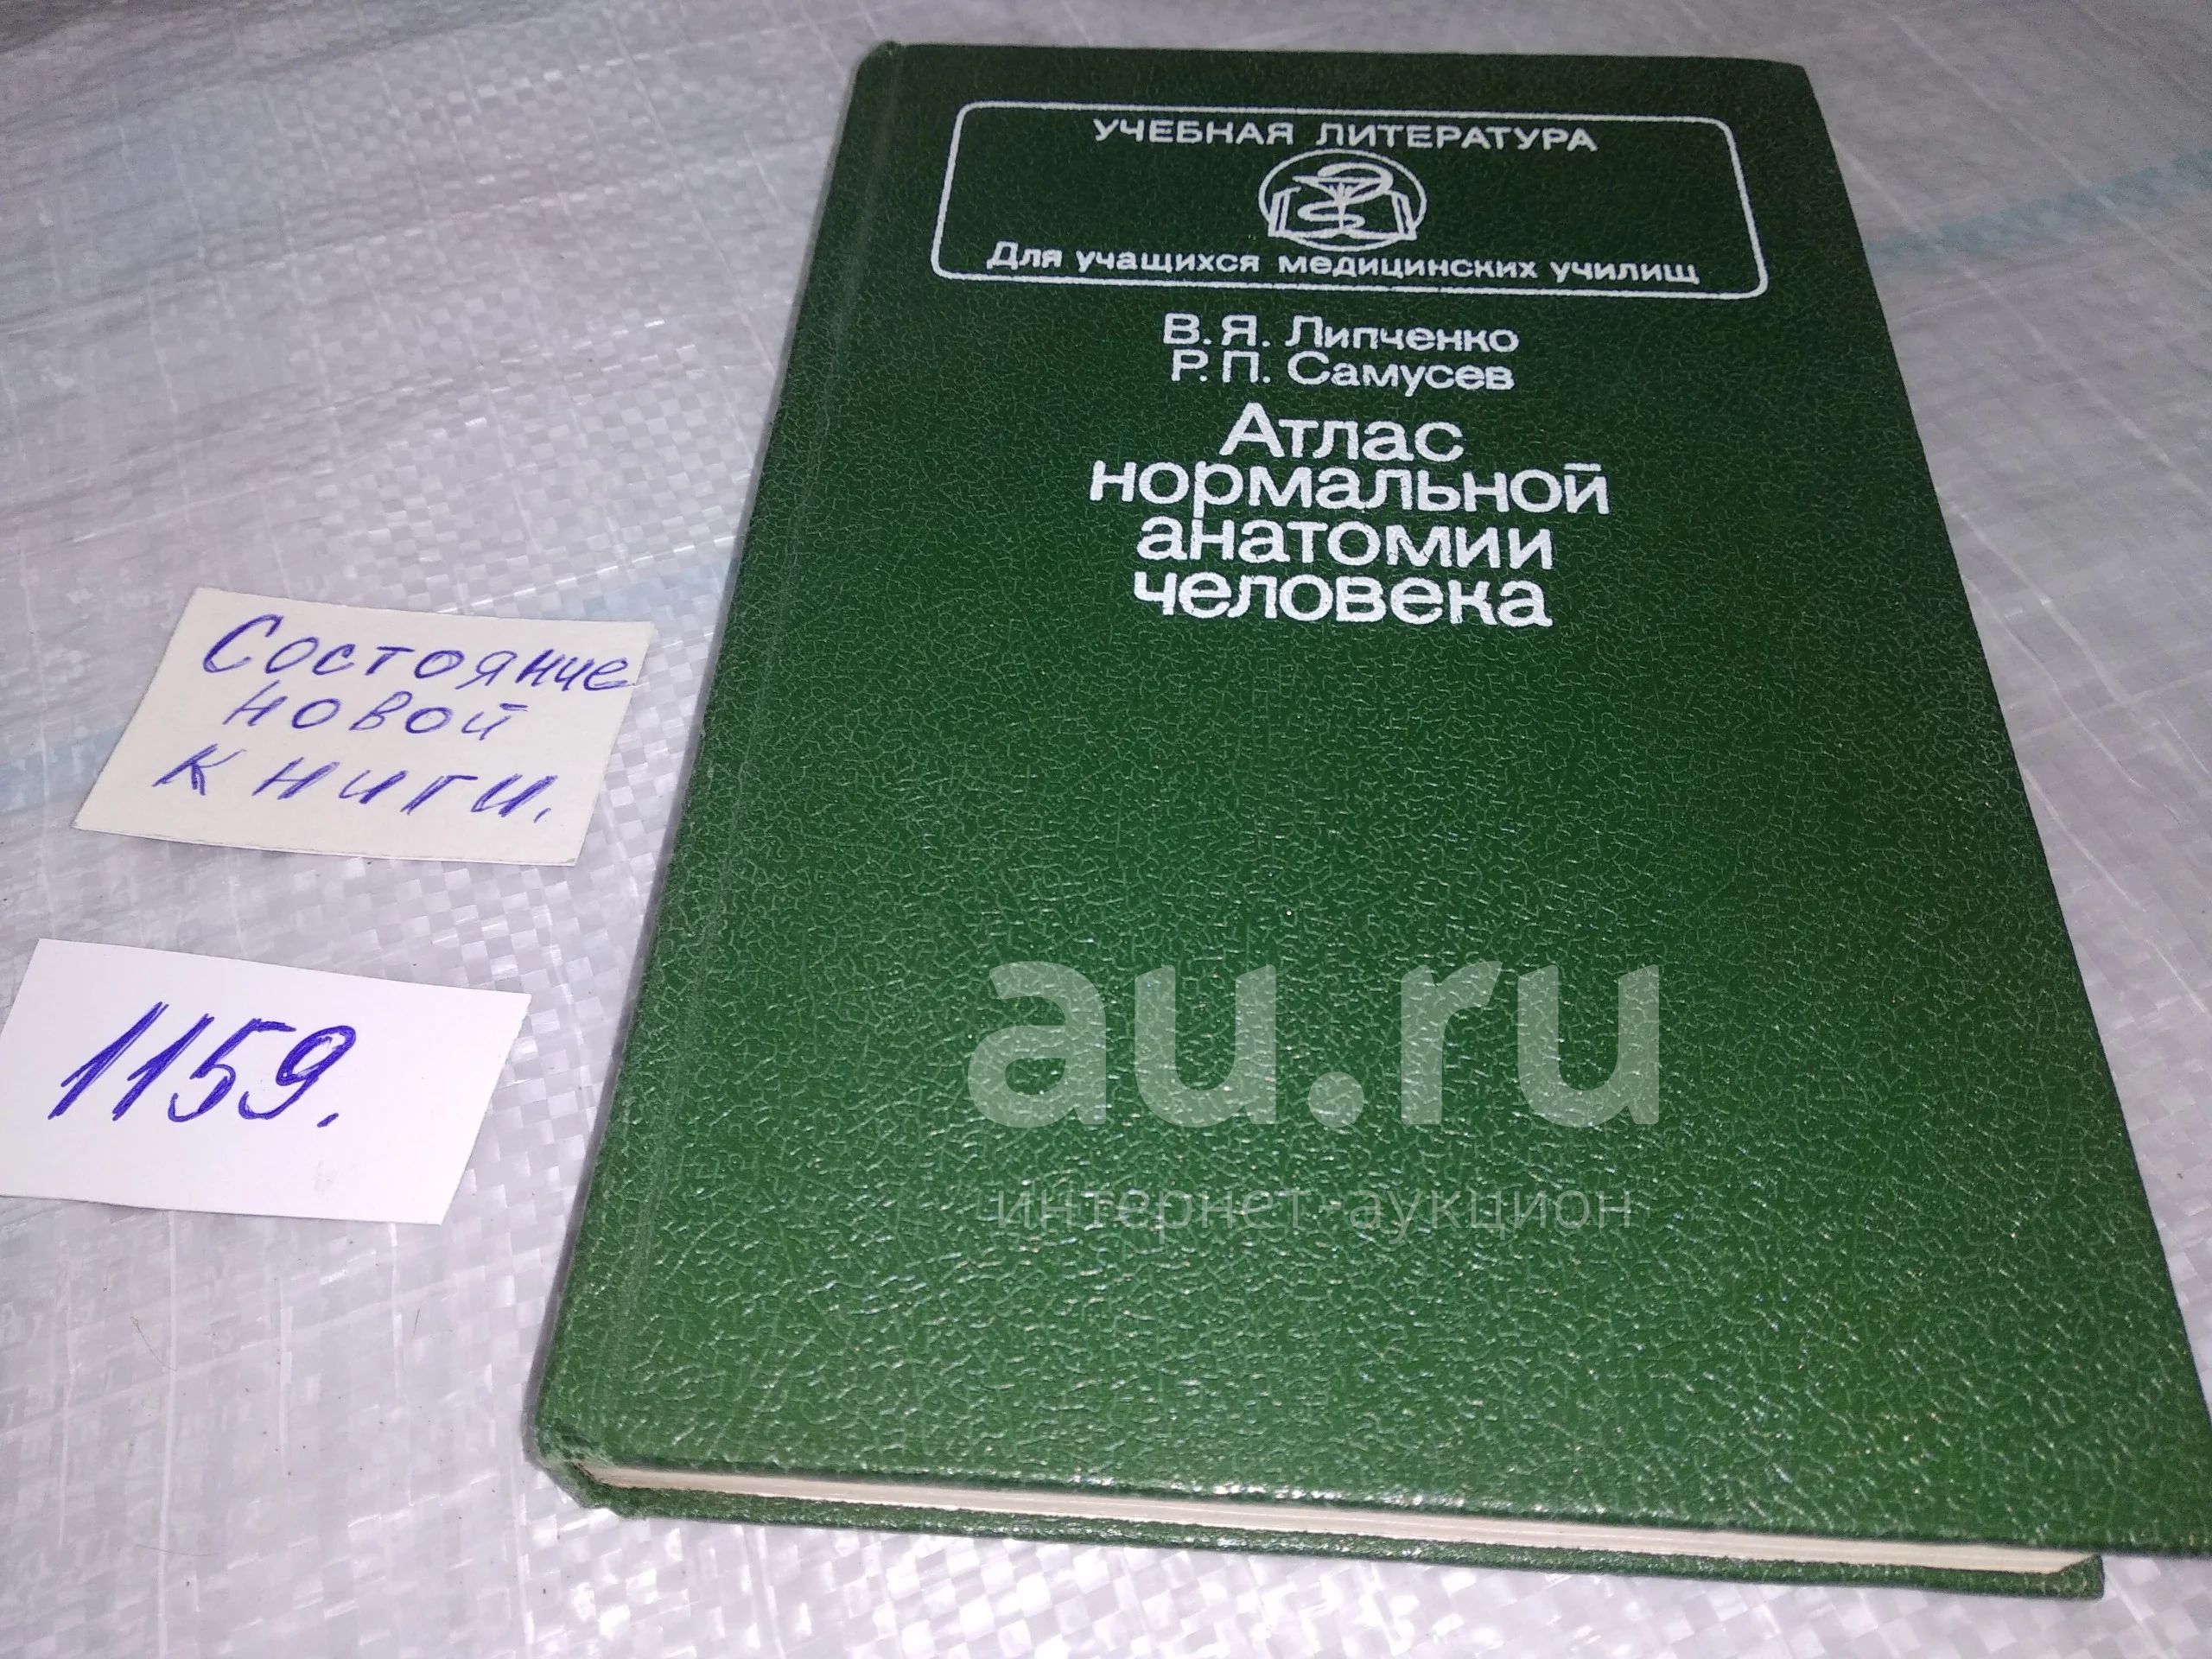 УЧЕБНАЯ ЛИТЕРАТУРА
Для учащихся медицинских училищ
В.Я. Липченко
Р.П. Самусев
Атлас
нормальной
анатомии
человека
Состояние
новой
книги.
1159.
au.ru
интернет-аукцион